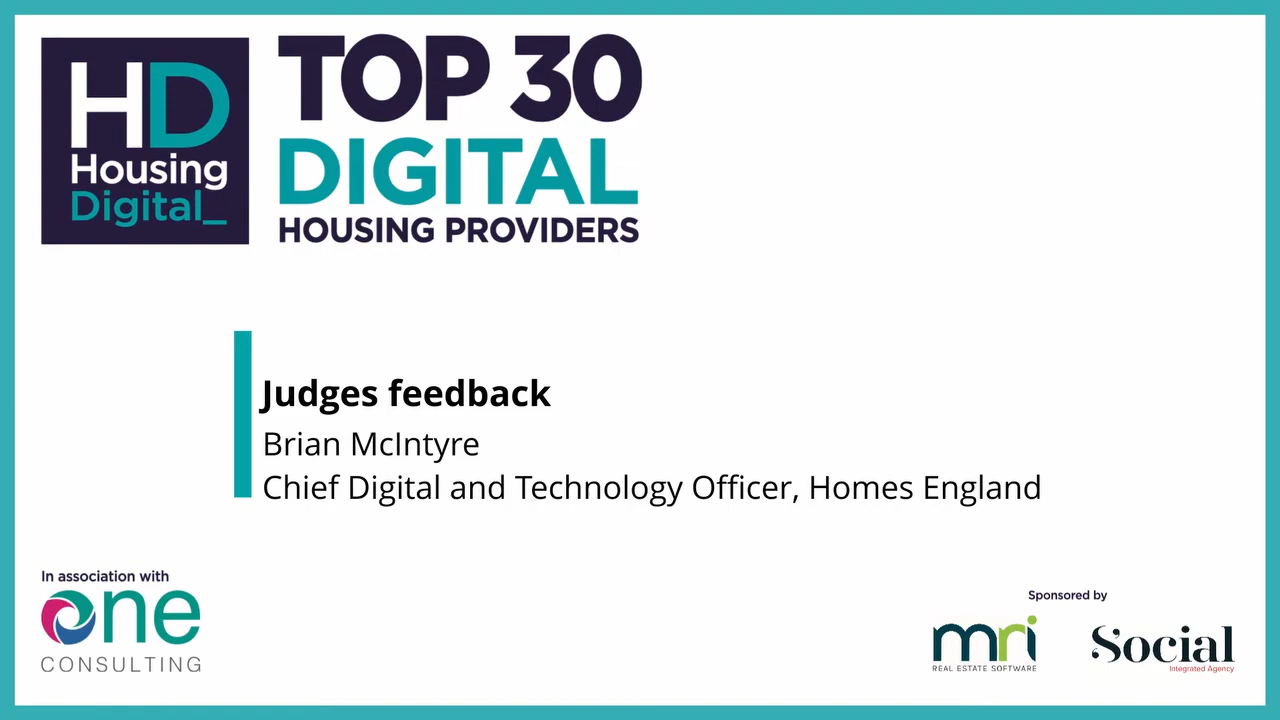 HD
Housing
Digital_
TOP 30
DIGITAL
HOUSING PROVIDERS
Judges feedback
Brian McIntyre
Chief Digital and Technology Officer, Homes England
In association with
one
CONSULTING
Sponsored by
mri
REAL ESTATE SOFTWARE
Social
Integrated Agency